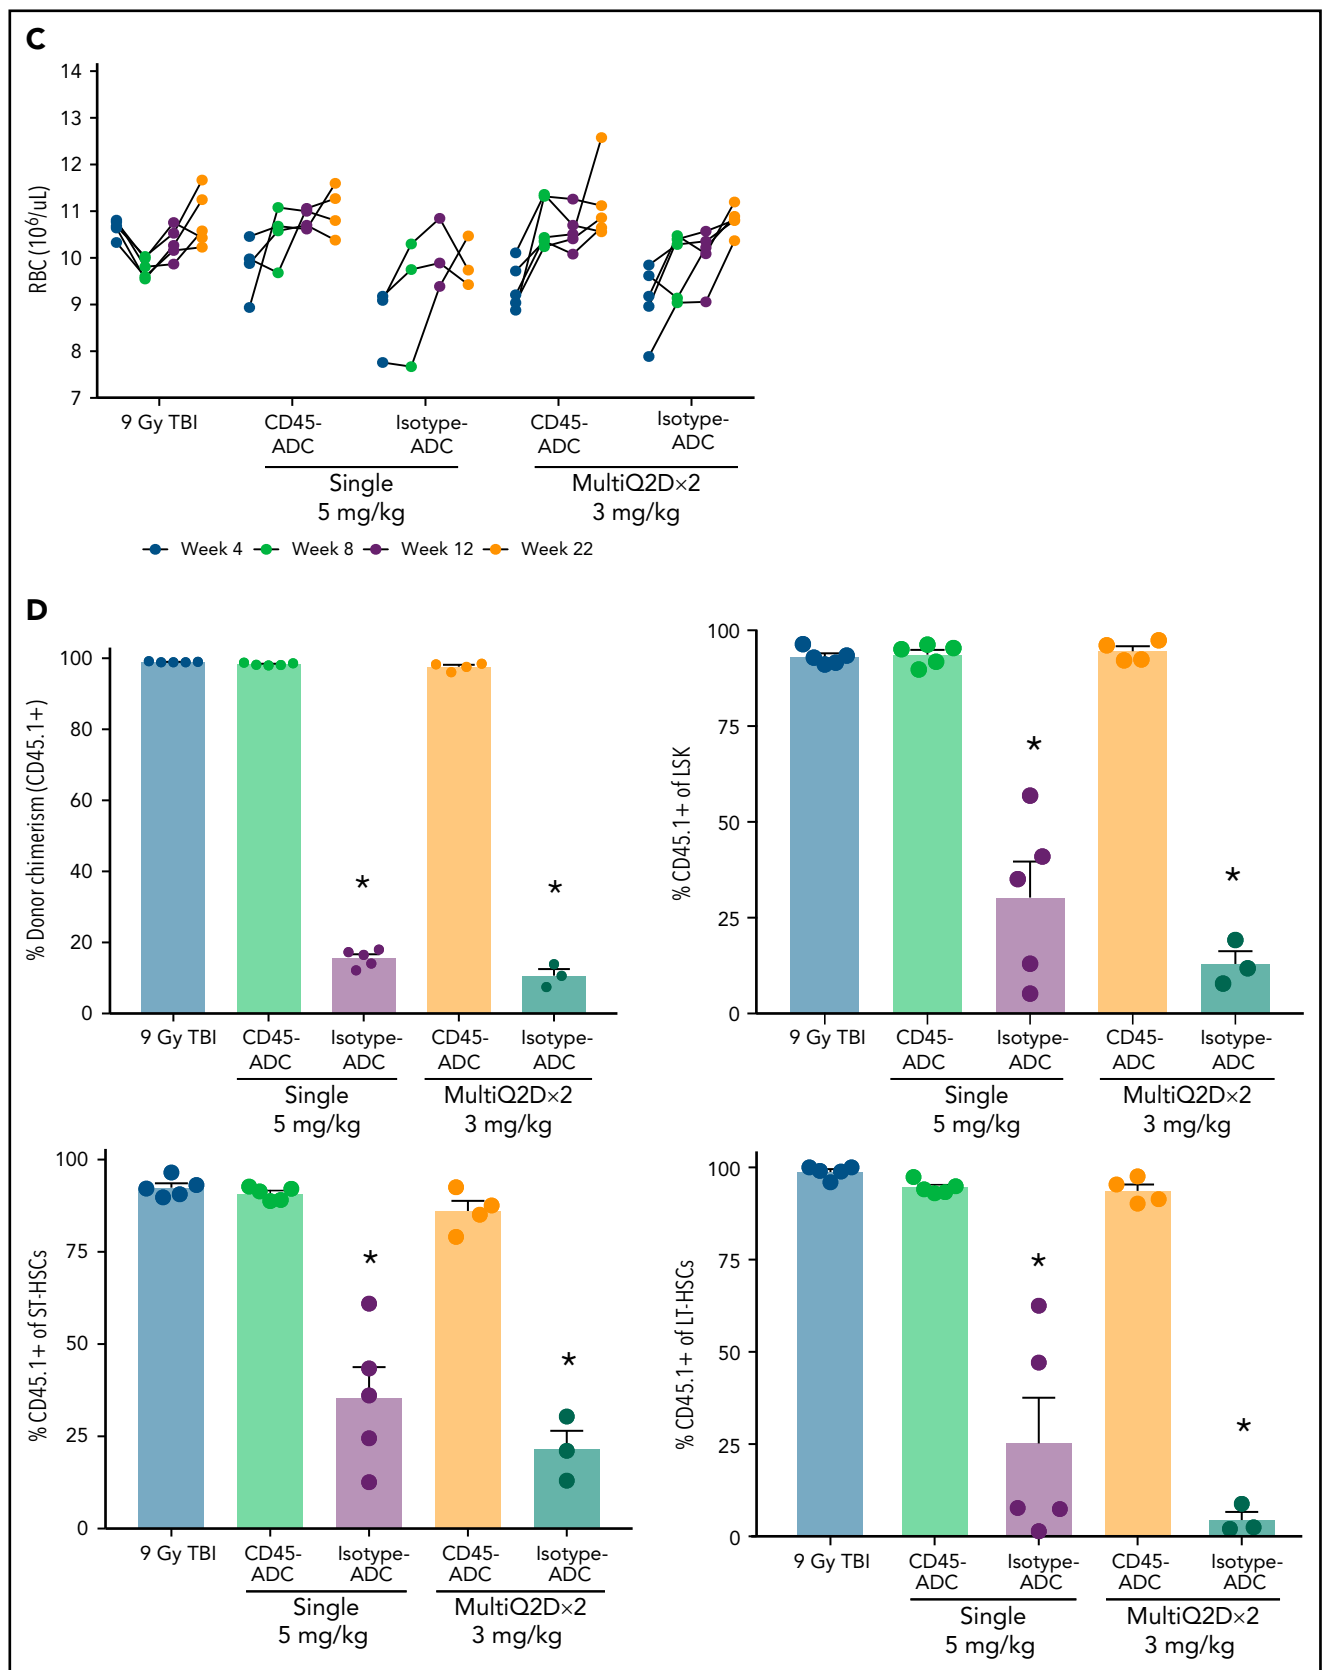 C
RBC (10⁶/uL)
14
13
12
11
10
9
8
7
9 Gy TBI
CD45-
ADC
Isotype-
ADC
CD45-
ADC
Isotype-
ADC
Single
5 mg/kg
MultiQ2D×2
3 mg/kg
Week 4 Week 8 Week 12 Week 22
D
% Donor chimerism (CD45.1+)
100
80
60
40
20
0
*
*
9 Gy TBI
CD45-
ADC
Isotype-
ADC
CD45-
ADC
Isotype-
ADC
Single
5 mg/kg
MultiQ2D×2
3 mg/kg
% CD45.1+ of LSK
100
75
50
25
0
*
*
9 Gy TBI
CD45-
ADC
Isotype-
ADC
CD45-
ADC
Isotype-
ADC
Single
5 mg/kg
MultiQ2D×2
3 mg/kg
% CD45.1+ of ST-HSCs
100
75
50
25
0
*
*
9 Gy TBI
CD45-
ADC
Isotype-
ADC
CD45-
ADC
Isotype-
ADC
Single
5 mg/kg
MultiQ2D×2
3 mg/kg
% CD45.1+ of LT-HSCs
100
75
50
25
0
*
*
9 Gy TBI
CD45-
ADC
Isotype-
ADC
CD45-
ADC
Isotype-
ADC
Single
5 mg/kg
MultiQ2D×2
3 mg/kg